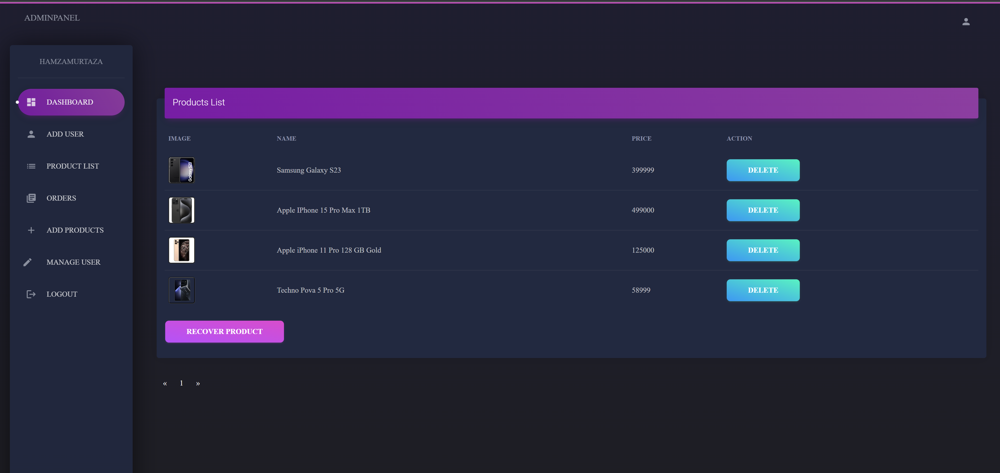 ADMINPANEL
HAMZAMURTAZA
DASHBOARD
ADD USER
PRODUCT LIST
ORDERS
ADD PRODUCTS
MANAGE USER
LOGOUT
Products List
IMAGE NAME PRICE ACTION
Galaxy S23
Samsung Galaxy S23 399999 DELETE
Apple IPhone 15 Pro Max 1TB 499000 DELETE
Apple iPhone 11 Pro 128 GB Gold 125000 DELETE
Techno Pova 5 Pro 5G 58999 DELETE
RECOVER PRODUCT
« 1 »